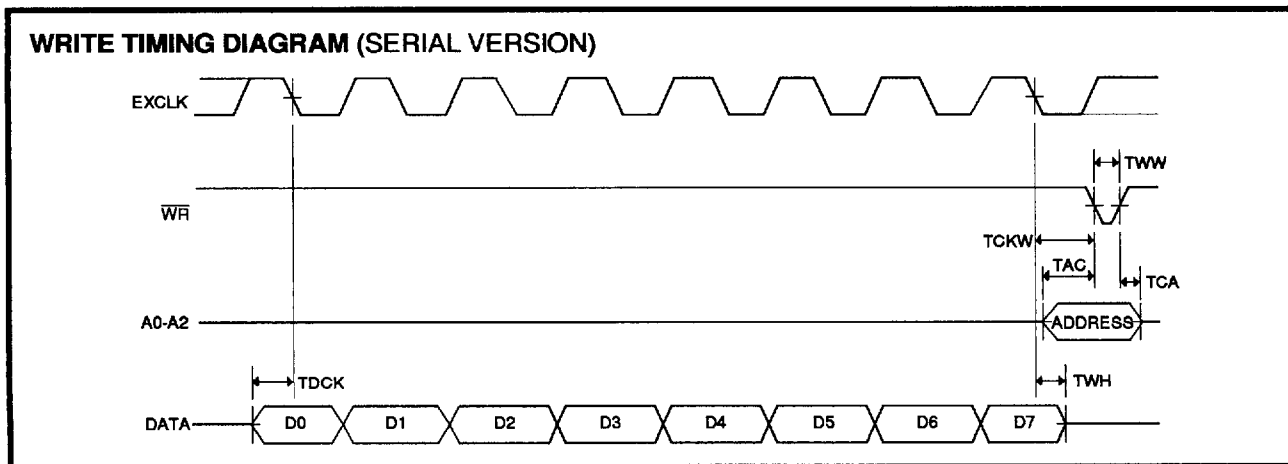 WRITE TIMING DIAGRAM (SERIAL VERSION)
EXCLK
TWW
WR
TCKW
TAC
TCA
A0-A2
ADDRESS
TDCK
TWH
DATA
D0 D1 D2 D3 D4 D5 D6 D7